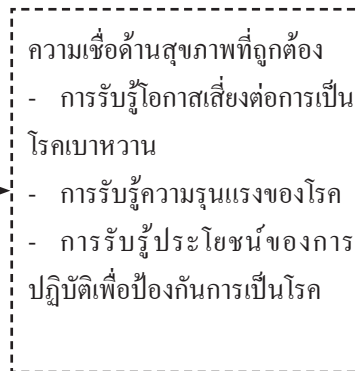 ความเชื่อด้านสุขภาพที่ถูกต้อง
- การรับรู้โอกาสเสี่ยงต่อการเป็น
โรคเบาหวาน
- การรับรู้ความรุนแรงของโรค
- การรับรู้ประโยชน์ของการ
ปฏิบัติเพื่อป้องกันการเป็นโรค